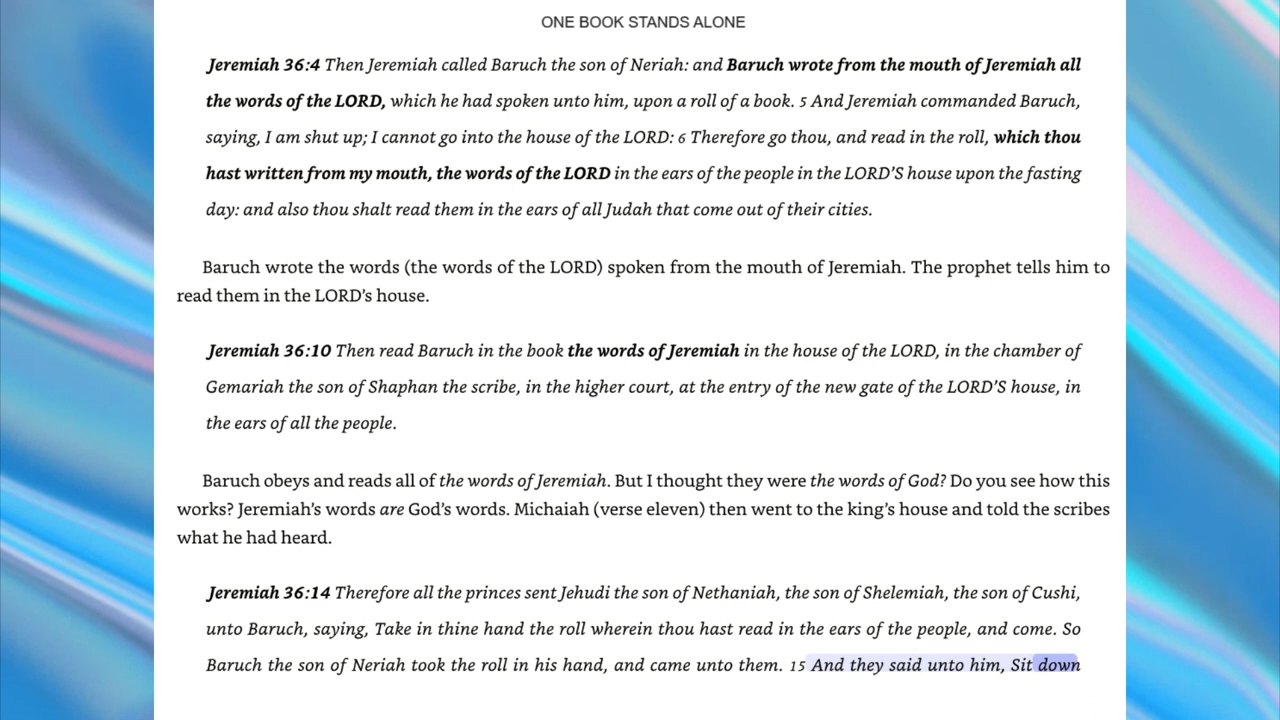 ONE BOOK STANDS ALONE
Jeremiah 36:4 Then Jeremiah called Baruch the son of Neriah: and Baruch wrote from the mouth of Jeremiah all
the words of the LORD, which he had spoken unto him, upon a roll of a book. 5 And Jeremiah commanded Baruch,
saying, I am shut up; I cannot go into the house of the LORD: 6 Therefore go thou, and read in the roll, which thou
hast written from my mouth, the words of the LORD in the ears of the people in the LORD'S house upon the fasting
day: and also thou shalt read them in the ears of all Judah that come out of their cities.
Baruch wrote the words (the words of the LORD) spoken from the mouth of Jeremiah. The prophet tells him to
read them in the LORD's house.
Jeremiah 36:10 Then read Baruch in the book the words of Jeremiah in the house of the LORD, in the chamber of
Gemariah the son of Shaphan the scribe, in the higher court, at the entry of the new gate of the LORD'S house, in
the ears of all the people.
Baruch obeys and reads all of the words of Jeremiah. But I thought they were the words of God? Do you see how this
works? Jeremiah's words are God's words. Michaiah (verse eleven) then went to the king's house and told the scribes
what he had heard.
Jeremiah 36:14 Therefore all the princes sent Jehudi the son of Nethaniah, the son of Shelemiah, the son of Cushi,
unto Baruch, saying, Take in thine hand the roll wherein thou hast read in the ears of the people, and come. So
Baruch the son of Neriah took the roll in his hand, and came unto them. 15 And they said unto him, Sit down